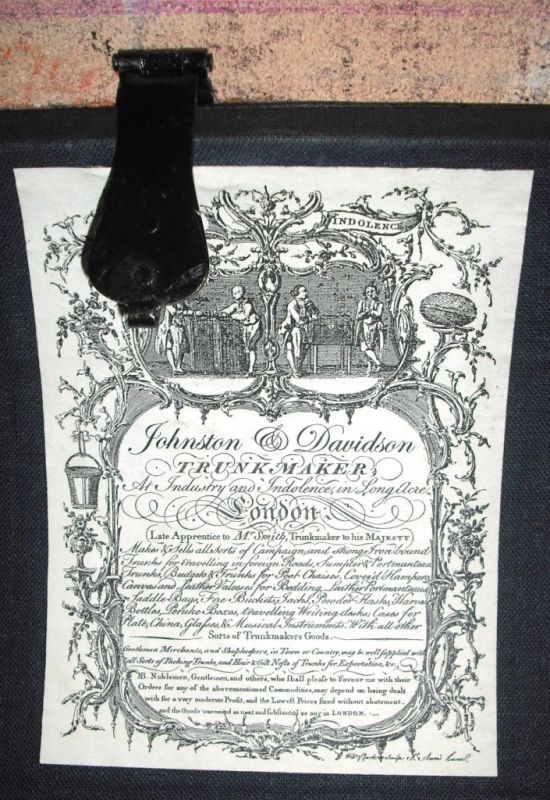 INDOLENCE
Johnston & Davidson
TRUNKMAKER,
At Industry and Indolence, in Long Acre.
London
Late Apprentice to Mr. Smith, Trunkmaker to his MAJESTY
Makes & Sells all Sorts of Campaign, and strong Iron bound
Trunks for travelling in foreign Roads, Sumpter & Portmanteau
Trunks, Budgets & Trunks for Post Chaises, Cover'd Hampers,
Canvas and Leather Valeses for Bedding, Leather Portmanteaus,
Saddle Bags, Fire Buckets, Jacks, Powder Flasks, Harvest
Bottles, Peruke Boxes, travelling Writing desks, Cases for
Plate, China, Glasses, & Musical Instruments. With all other
Sorts of Trunkmakers Goods.
Gentlemen Merchants, and Shopkeepers, in Town or Country, may be well supplied with
all Sorts of Packing Trunks, and Hair & Gilt Nests of Trunks for Exportation, &c.
NB. Noblemen, Gentlemen, and others, who shall please to Favour me with their
Orders for any of the abovementioned Commodities, may depend on being dealt
with for a very moderate Profit, and the Lowest Prices fixed without abatement.
and the Goods warented as neat and substantial as any in LONDON.
Sculp. St. Ann's Lane.